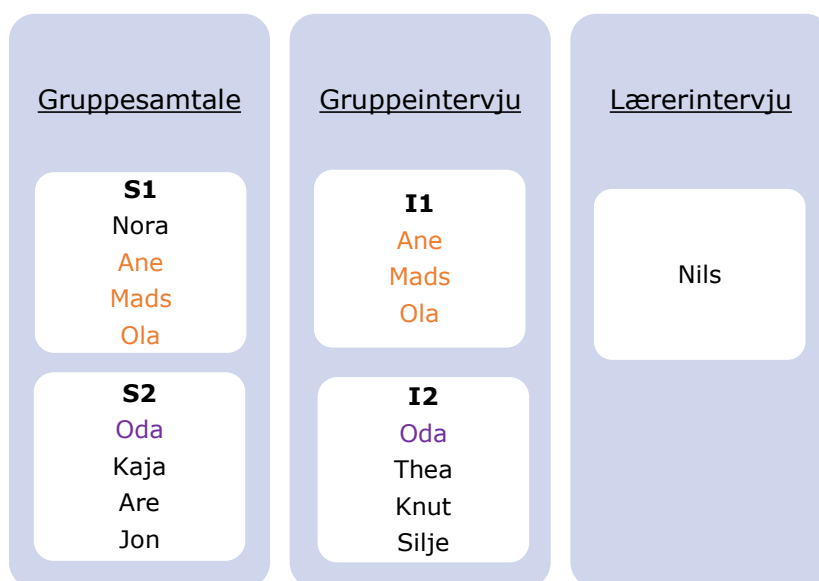 Gruppesamtale
S1
Nora
Ane
Mads
Ola
S2
Oda
Kaja
Are
Jon
Gruppeintervju
I1
Ane
Mads
Ola
I2
Oda
Thea
Knut
Silje
Lærerintervju
Nils